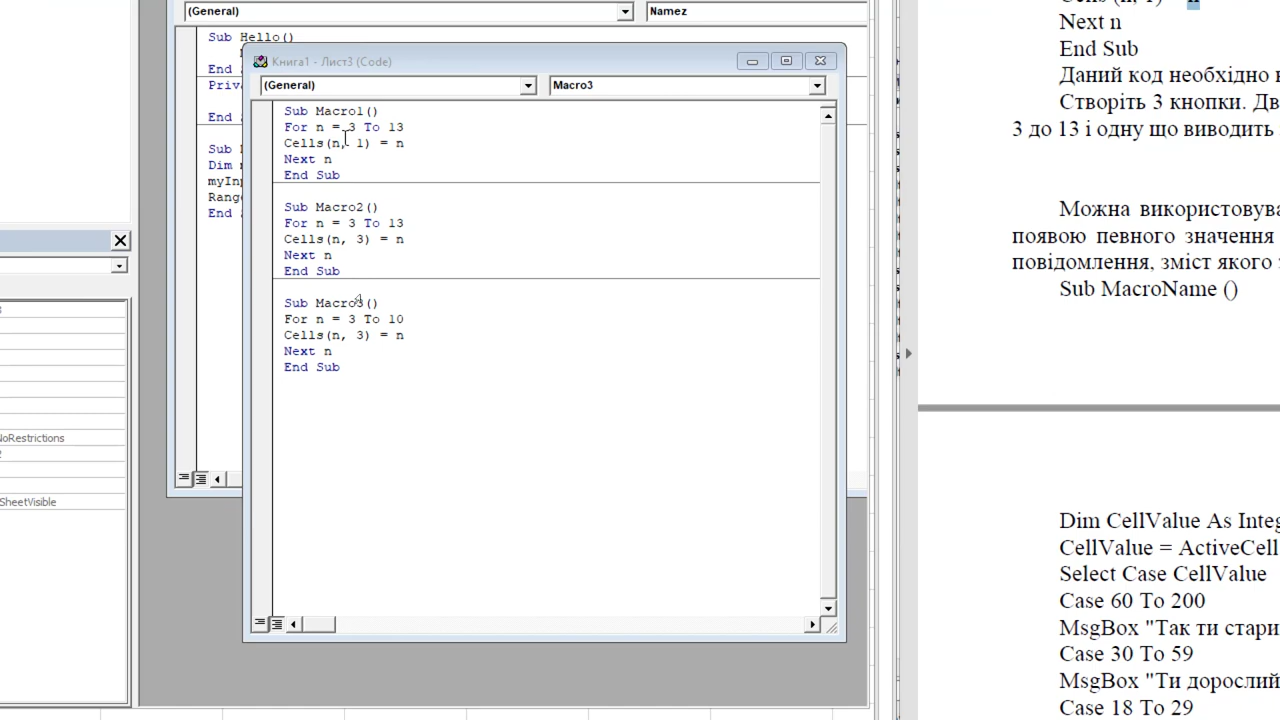 (General)
Namez
Sub Hello()
End
Priva
End
Sub
Dim
myInp
Range
End
Книга1 - Лист3 (Code)
(General)
Macro3
Sub Macro1()
For n = 3 To 13
Cells(n, 1) = n
Next n
End Sub
Sub Macro2()
For n = 3 To 13
Cells(n, 3) = n
Next n
End Sub
Sub Macro3()
For n = 3 To 10
Cells(n, 3) = n
Next n
End Sub
NoRestrictions
2
SheetVisible
Cells (n, 1) = n
Next n
End Sub
Даний код необхідно
Створіть 3 кнопки. Дв
3 до 13 і одну що виводить
Можна використовува
появою певного значення
повідомлення, зміст якого
Sub MacroName ()
Dim CellValue As Integ
CellValue = ActiveCell
Select Case CellValue
Case 60 To 200
MsgBox "Так ти стари
Case 30 To 59
MsgBox "Ти дорослий
Case 18 To 29